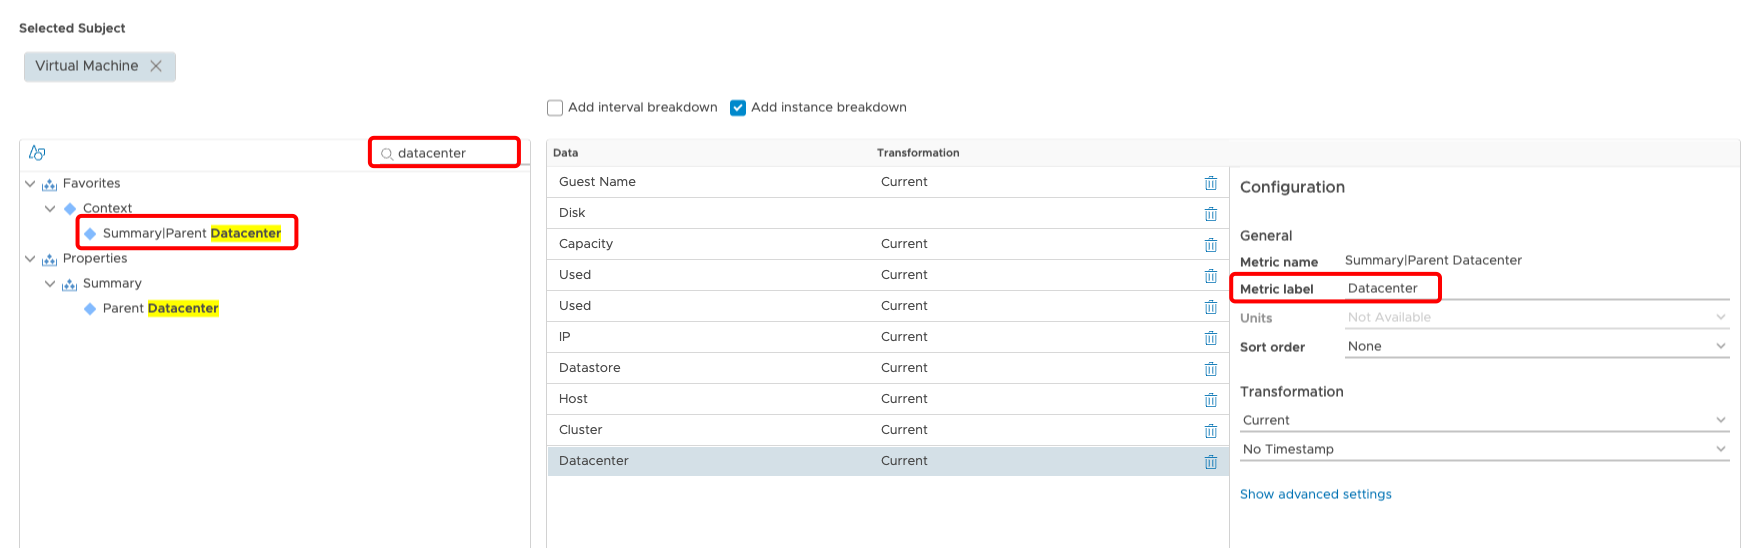 Selected Subject
Virtual Machine
Add interval breakdown Add instance breakdown
datacenter
Favorites
Context
Summary|Parent Datacenter
Properties
Summary
Parent Datacenter
Data Transformation
Guest Name Current
Disk
Capacity Current
Used Current
Used Current
IP Current
Datastore Current
Host Current
Cluster Current
Datacenter Current
Configuration
General
Metric name Summary|Parent Datacenter
Metric label Datacenter
Units Not Available
Sort order None
Transformation
Current
No Timestamp
Show advanced settings